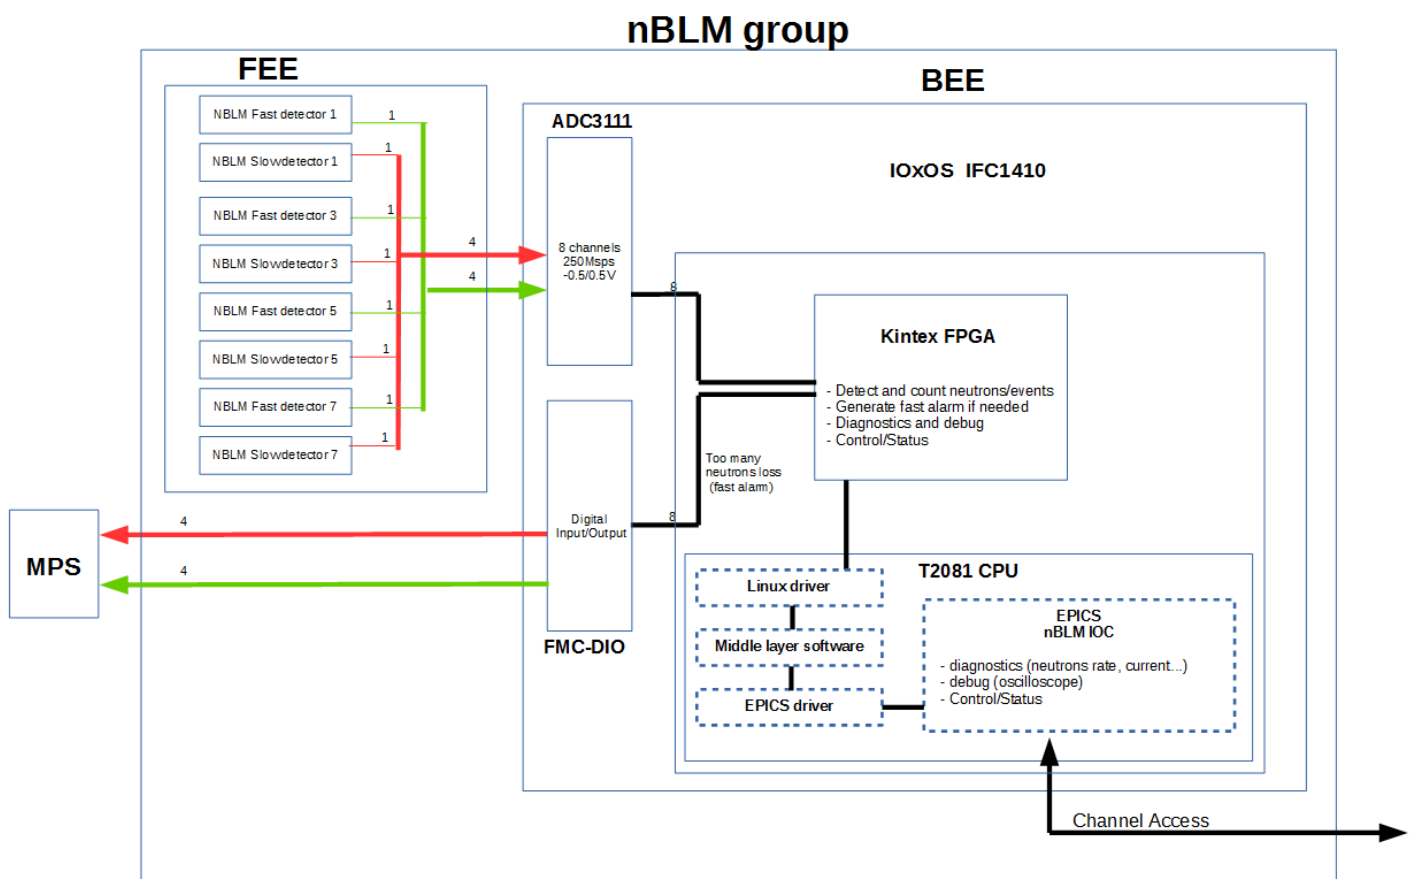 nBLM group
FEE
BEE
NBLM Fast detector 1
1
NBLM Slowdetector 1
1
NBLM Fast detector 3
1
NBLM Slowdetector 3
1
NBLM Fast detector 5
1
NBLM Slowdetector 5
1
NBLM Fast detector 7
1
NBLM Slowdetector 7
1
4
4
ADC3111
8 channels
250Msps
-0.5/0.5V
IOxOS IFC1410
8
Kintex FPGA
- Detect and count neutrons/events
- Generate fast alarm if needed
- Diagnostics and debug
- Control/Status
Too many
neutrons loss
(fast alarm)
8
Digital
Input/Output
FMC-DIO
4
4
MPS
T2081 CPU
Linux driver
Middle layer software
EPICS driver
EPICS
nBLM IOC
- diagnostics (neutrons rate, current...)
- debug (oscilloscope)
- Control/Status
Channel Access